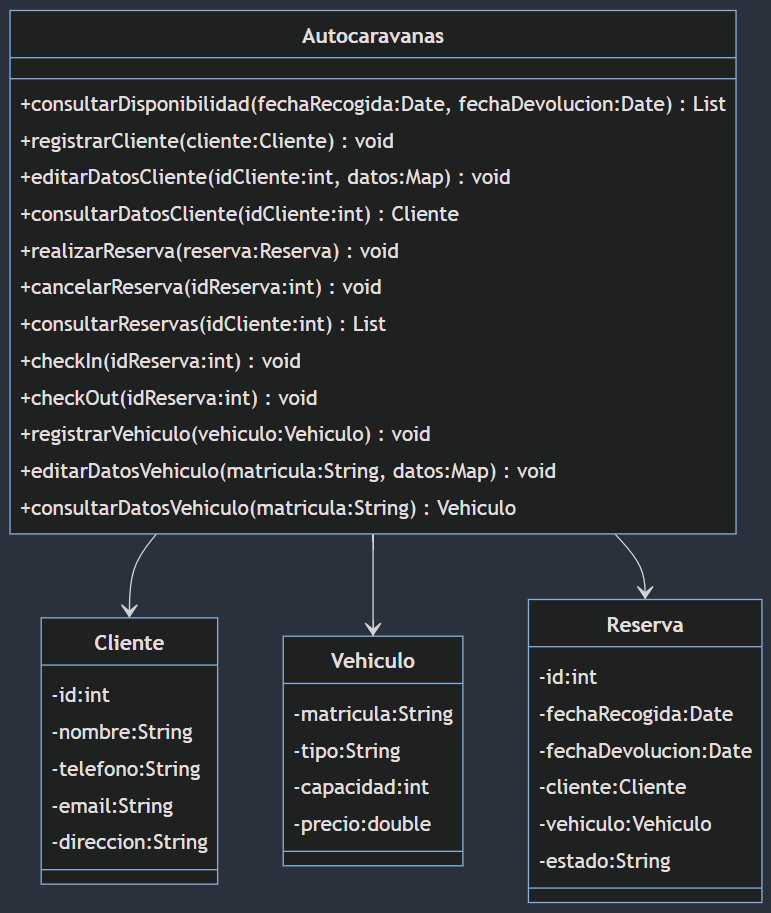 Autocaravanas
+consultarDisponibilidad(fechaRecogida:Date, fechaDevolucion:Date) : List
+registrarCliente(cliente:Cliente) : void
+editarDatosCliente(idCliente:int, datos:Map) : void
+consultarDatosCliente(idCliente:int) : Cliente
+realizarReserva(reserva:Reserva) : void
+cancelarReserva(idReserva:int) : void
+consultarReservas(idCliente:int) : List
+checkIn(idReserva:int) : void
+checkOut(idReserva:int) : void
+registrarVehiculo(vehiculo:Vehiculo) : void
+editarDatosVehiculo(matricula:String, datos:Map) : void
+consultarDatosVehiculo(matricula:String) : Vehiculo
Cliente
-id:int
-nombre:String
-telefono:String
-email:String
-direccion:String
Vehiculo
-matricula:String
-tipo:String
-capacidad:int
-precio:double
Reserva
-id:int
-fechaRecogida:Date
-fechaDevolucion:Date
-cliente:Cliente
-vehiculo:Vehiculo
-estado:String